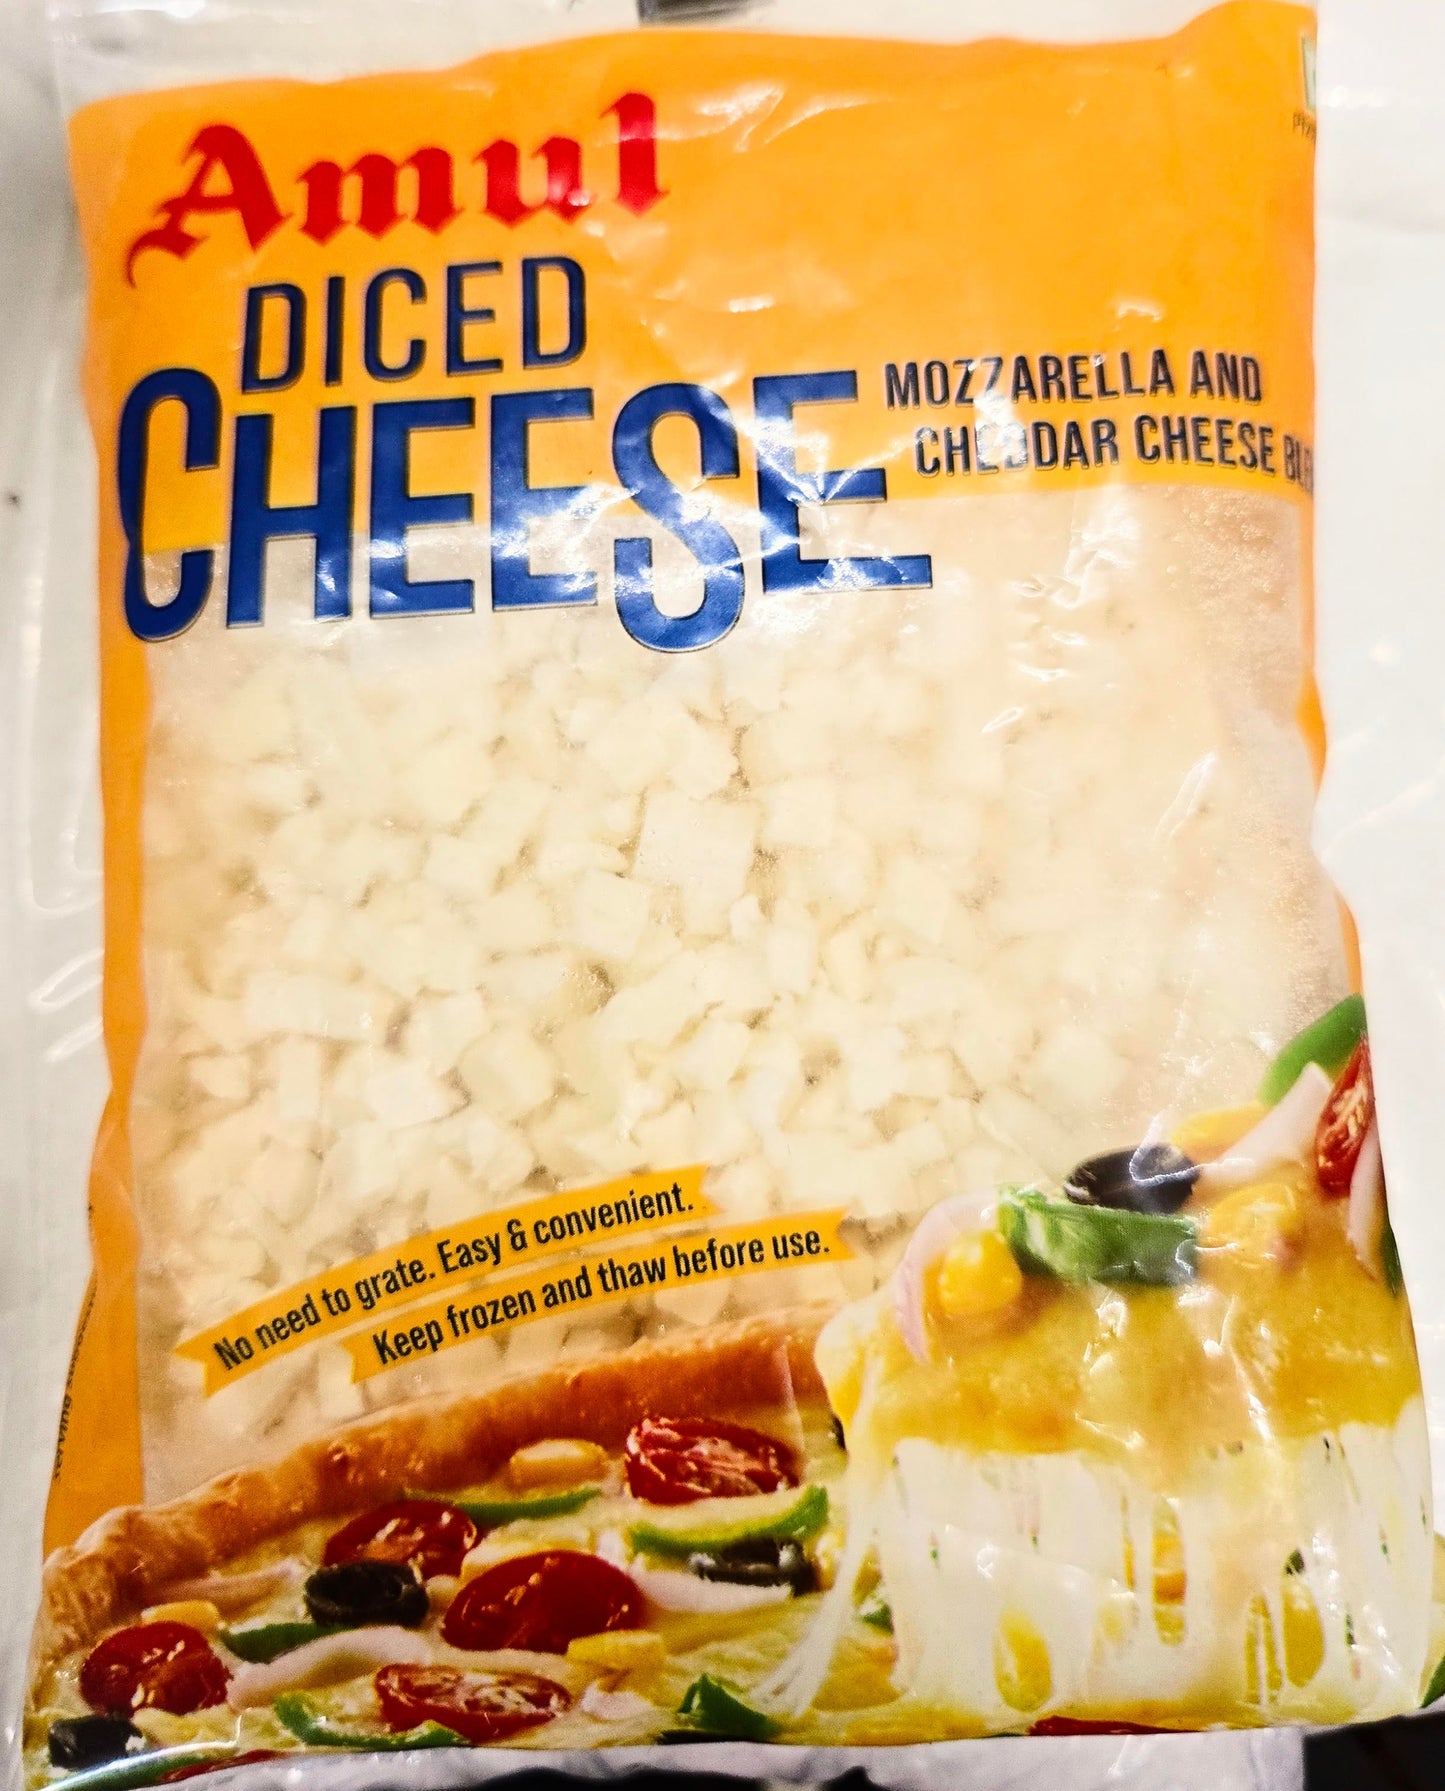 Amul
DICED
CHEESE
MOZZARELLA AND
CHEDDAR CHEESE
No need to grate. Easy & convenient.
Keep frozen and thaw before use.